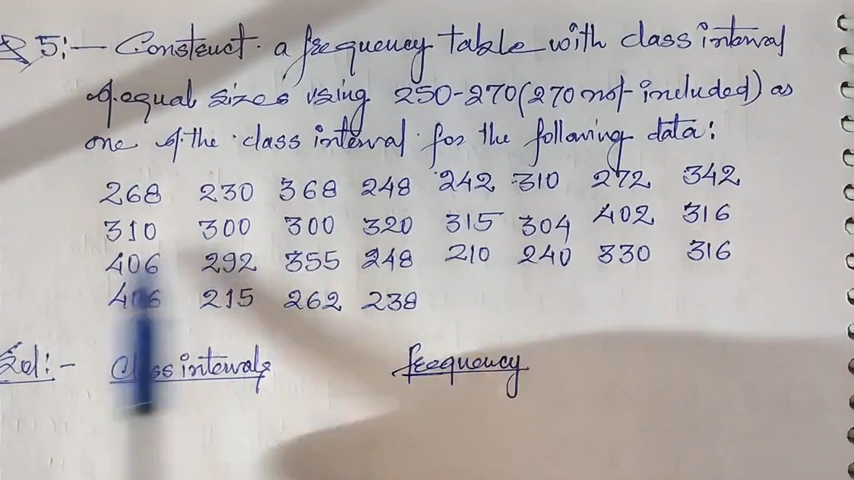 Q 5:- Construct a frequency table with class interval
of equal sizes using 250-270 (270 not included) as
one of the class interval for the following data:
268 230 368 248 242 310 272 342
310 300 300 320 315 304 402 316
406 292 355 248 210 240 330 316
406 215 262 238
Sol:- Class intervals frequency